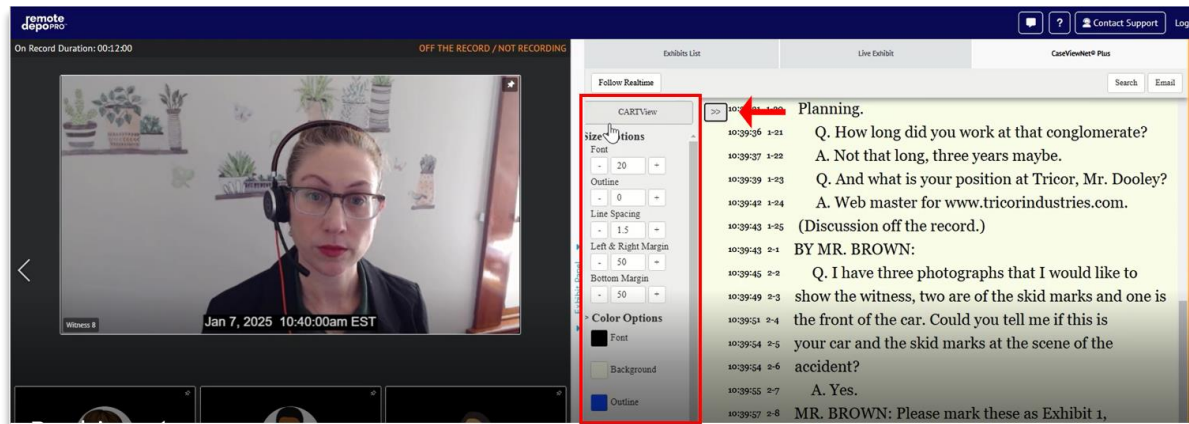 remote
depoPRO
? Contact Support Log
On Record Duration: 00:12:00 OFF THE RECORD / NOT RECORDING
Exhibits List Live Exhibit CaseViewNet® Plus
Follow Realtime Search Email
Witness 8
Jan 7, 2025 10:40:00am EST
Exhibit Panel
CARTView
Size Options
Font
- 20 +
Outline
- 0 +
Line Spacing
- 1.5 +
Left & Right Margin
- 50 +
Bottom Margin
- 50 +
Color Options
Font
Background
Outline
>>
1-20 Planning.
10:39:36 1-21 Q. How long did you work at that conglomerate?
10:39:37 1-22 A. Not that long, three years maybe.
10:39:39 1-23 Q. And what is your position at Tricor, Mr. Dooley?
10:39:42 1-24 A. Web master for www.tricorindustries.com.
10:39:43 1-25 (Discussion off the record.)
10:39:43 2-1 BY MR. BROWN:
10:39:45 2-2 Q. I have three photographs that I would like to
10:39:49 2-3 show the witness, two are of the skid marks and one is
10:39:51 2-4 the front of the car. Could you tell me if this is
10:39:54 2-5 your car and the skid marks at the scene of the
10:39:54 2-6 accident?
10:39:55 2-7 A. Yes.
10:39:57 2-8 MR. BROWN: Please mark these as Exhibit 1,